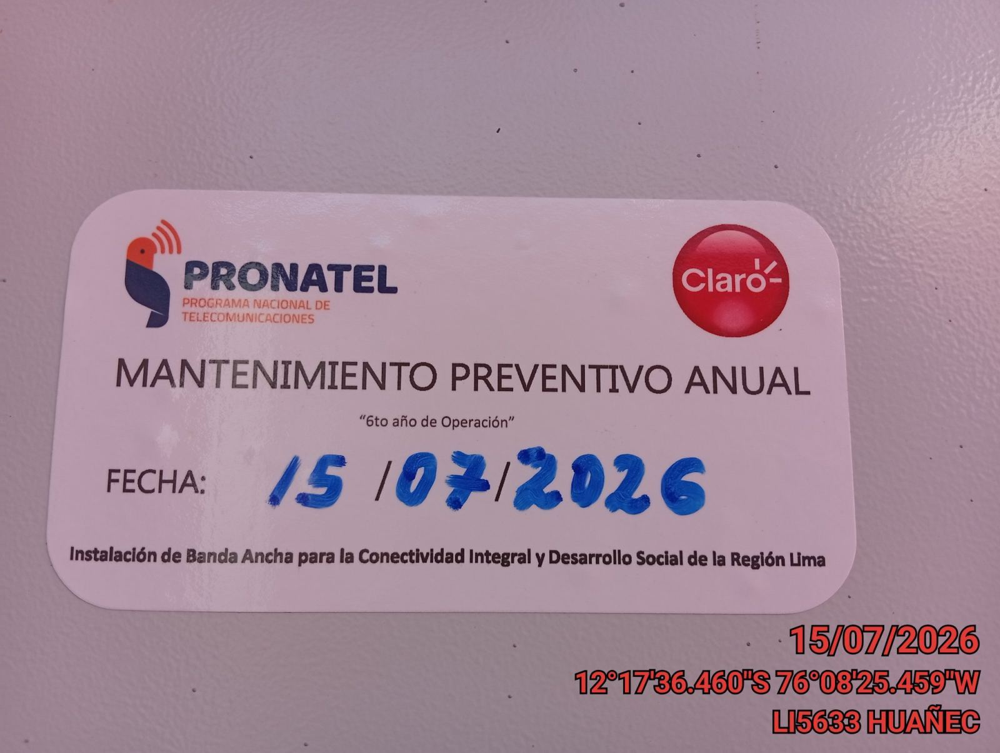 PRONATEL
PROGRAMA NACIONAL DE
TELECOMUNICACIONES
Claro
MANTENIMIENTO PREVENTIVO ANUAL
“6to año de Operación”
FECHA: 15/07/2026
Instalación de Banda Ancha para la Conectividad Integral y Desarrollo Social de la Región Lima
15/07/2026
12°17'36.460"S 76°08'25.459"W
LI5633 HUAÑEC